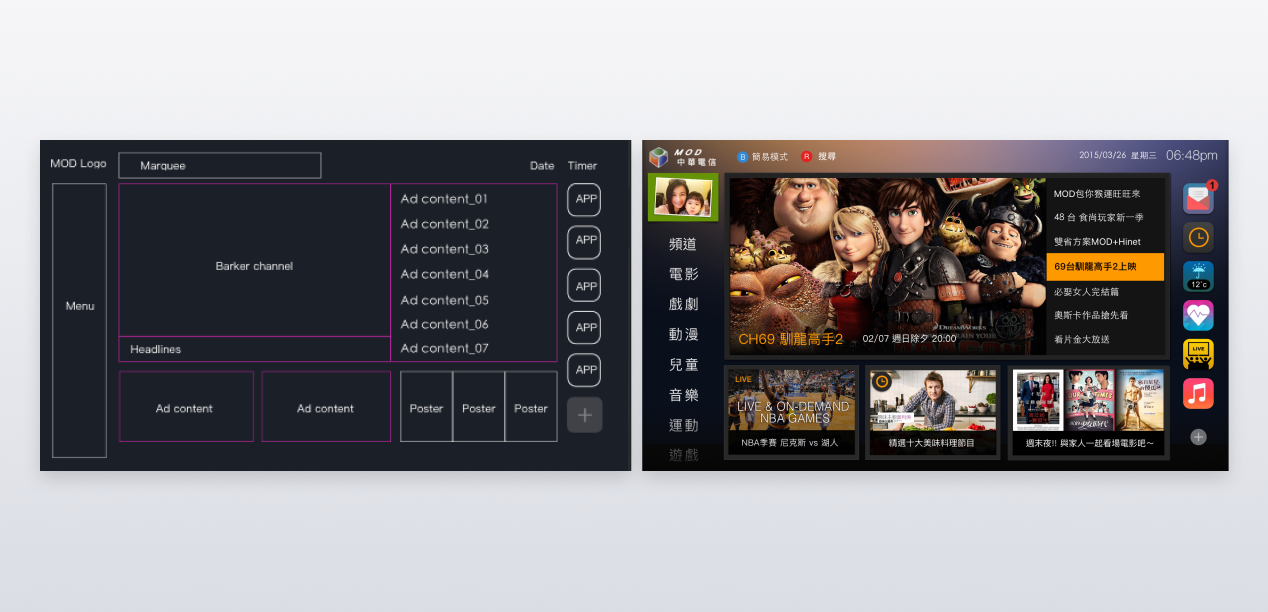 MOD Logo
Marquee
Date
Timer
Menu
Barker channel
Headlines
Ad content_01
Ad content_02
Ad content_03
Ad content_04
Ad content_05
Ad content_06
Ad content_07
APP
APP
APP
APP
APP
+
Ad content
Ad content
Poster
Poster
Poster
MOD
中華電信
B 簡易模式
R 搜尋
2015/03/26 星期三 06:48pm
頻道
電影
戲劇
動漫
兒童
音樂
運動
遊戲
DREAMWORKS
CH69 馴龍高手2
02/07 週日除夕 20:00
MOD包你猴運旺旺來
48 台 食尚玩家新一季
雙省方案MOD+Hinet
69台馴龍高手2上映
必娶女人完結篇
奧斯卡作品搶先看
看片金大放送
1
12°c
LIVE
+
LIVE
LIVE & ON-DEMAND
NBA GAMES
NBA季賽 尼克斯 vs 湖人
精選十大美味料理節目
週末夜!! 與家人一起看場電影吧～